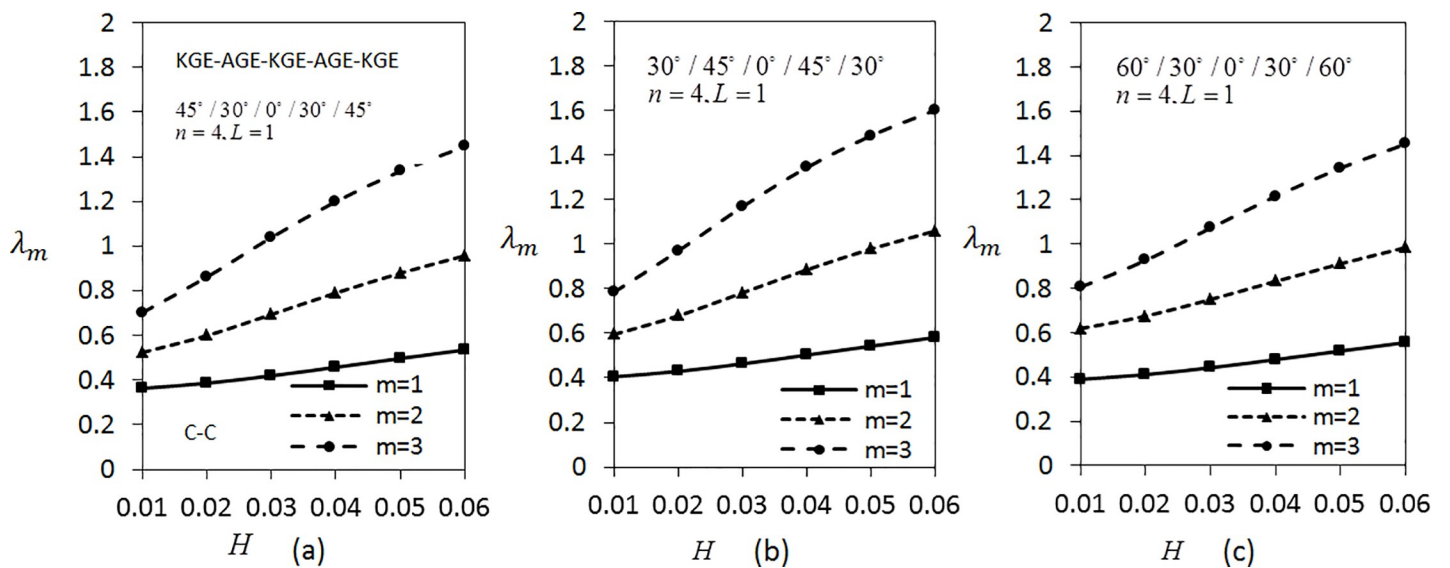 2
1.8
KGE-AGE-KGE-AGE-KGE
1.6
45° / 30° / 0° / 30° / 45°
n = 4, L = 1
1.4
1.2
λm
1
0.8
0.6
0.4
m=1
0.2
C-C
m=2
0
m=3
0.01 0.02 0.03 0.04 0.05 0.06
H (a)
2
1.8
30° / 45° / 0° / 45° / 30°
n = 4, L = 1
1.6
1.4
1.2
λm
1
0.8
0.6
0.4
m=1
0.2
m=2
0
m=3
0.01 0.02 0.03 0.04 0.05 0.06
H (b)
2
1.8
60° / 30° / 0° / 30° / 60°
n = 4, L = 1
1.6
1.4
1.2
λm
1
0.8
0.6
0.4
m=1
0.2
m=2
0
m=3
0.01 0.02 0.03 0.04 0.05 0.06
H (c)